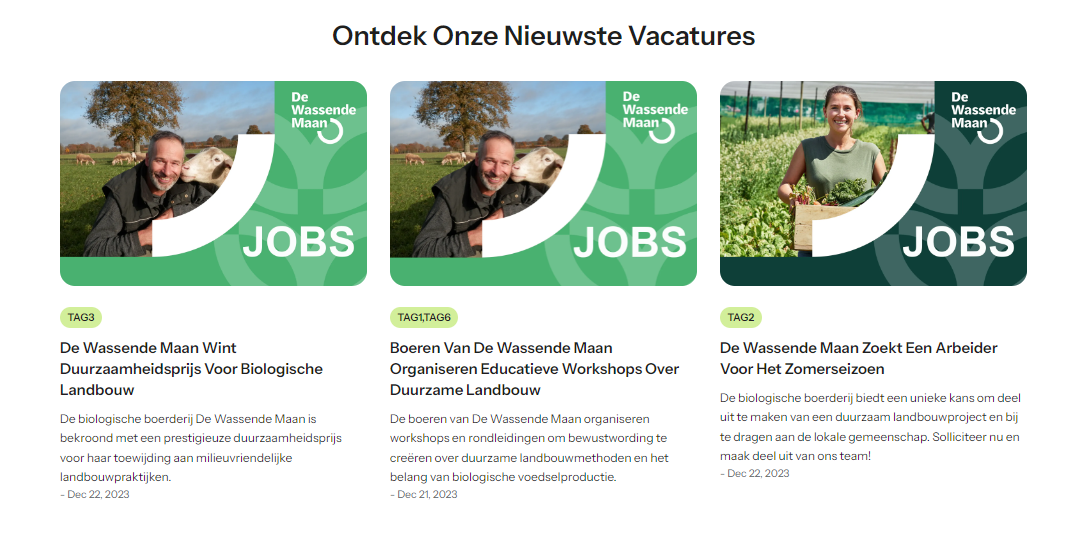 Ontdek Onze Nieuwste Vacatures
De
Wassende
Maan
JOBS
De
Wassende
Maan
JOBS
De
Wassende
Maan
JOBS
TAG3
De Wassende Maan Wint
Duurzaamheidsprijs Voor Biologische
Landbouw
De biologische boerderij De Wassende Maan is
bekroond met een prestigieuze duurzaamheidsprijs
voor haar toewijding aan milieuvriendelijke
landbouwpraktijken.
- Dec 22, 2023
TAG1,TAG6
Boeren Van De Wassende Maan
Organiseren Educatieve Workshops Over
Duurzame Landbouw
De boeren van De Wassende Maan organiseren
workshops en rondleidingen om bewustwording te
creëren over duurzame landbouwmethoden en het
belang van biologische voedselproductie.
- Dec 21, 2023
TAG2
De Wassende Maan Zoekt Een Arbeider
Voor Het Zomerseizoen
De biologische boerderij biedt een unieke kans om deel
uit te maken van een duurzaam landbouwproject en bij
te dragen aan de lokale gemeenschap. Solliciteer nu en
maak deel uit van ons team!
- Dec 22, 2023